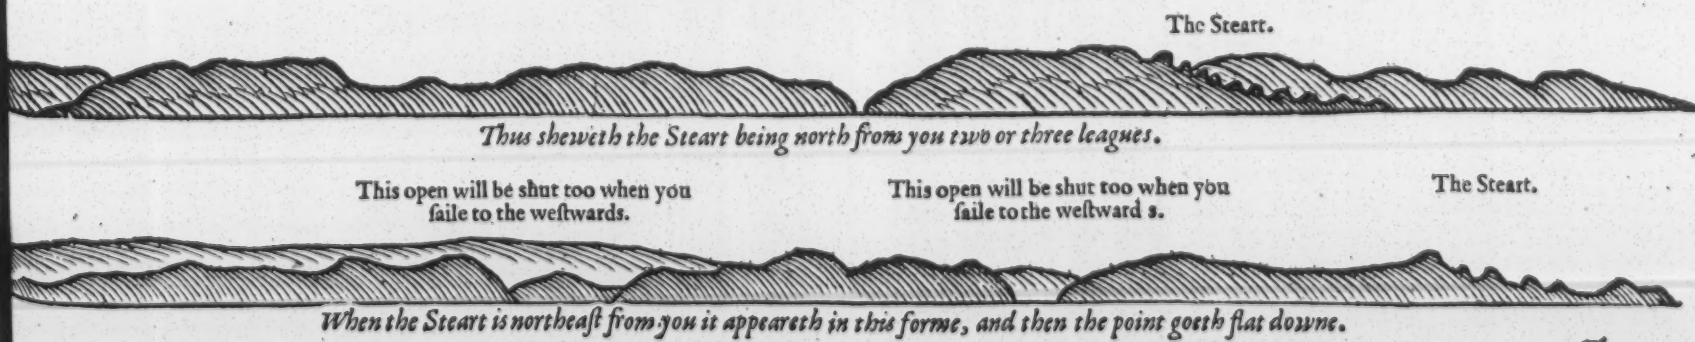 The Steart.
Thus sheweth the Steart being north from you two or three leagues.
This open will be shut too when you
ſaile to the weſtwards.
This open will be shut too when you
ſaile to the weſtward s.
The Steart.
When the Steart is northeaſt from you it appeareth in this forme, and then the point goeth flat downe.